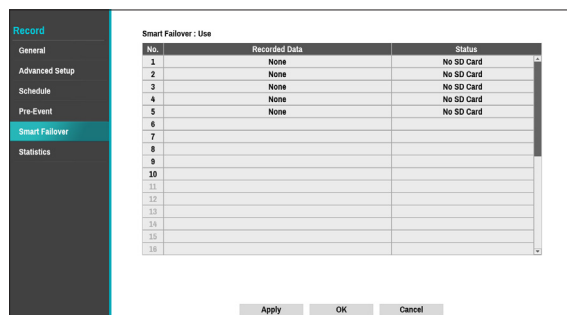 Record
General
Advanced Setup
Schedule
Pre-Event
Smart Failover
Statistics
Smart Failover : Use
No. Recorded Data Status
1 None No SD Card
2 None No SD Card
3 None No SD Card
4 None No SD Card
5 None No SD Card
6
7
8
9
10
11
12
13
14
15
16
Apply OK Cancel